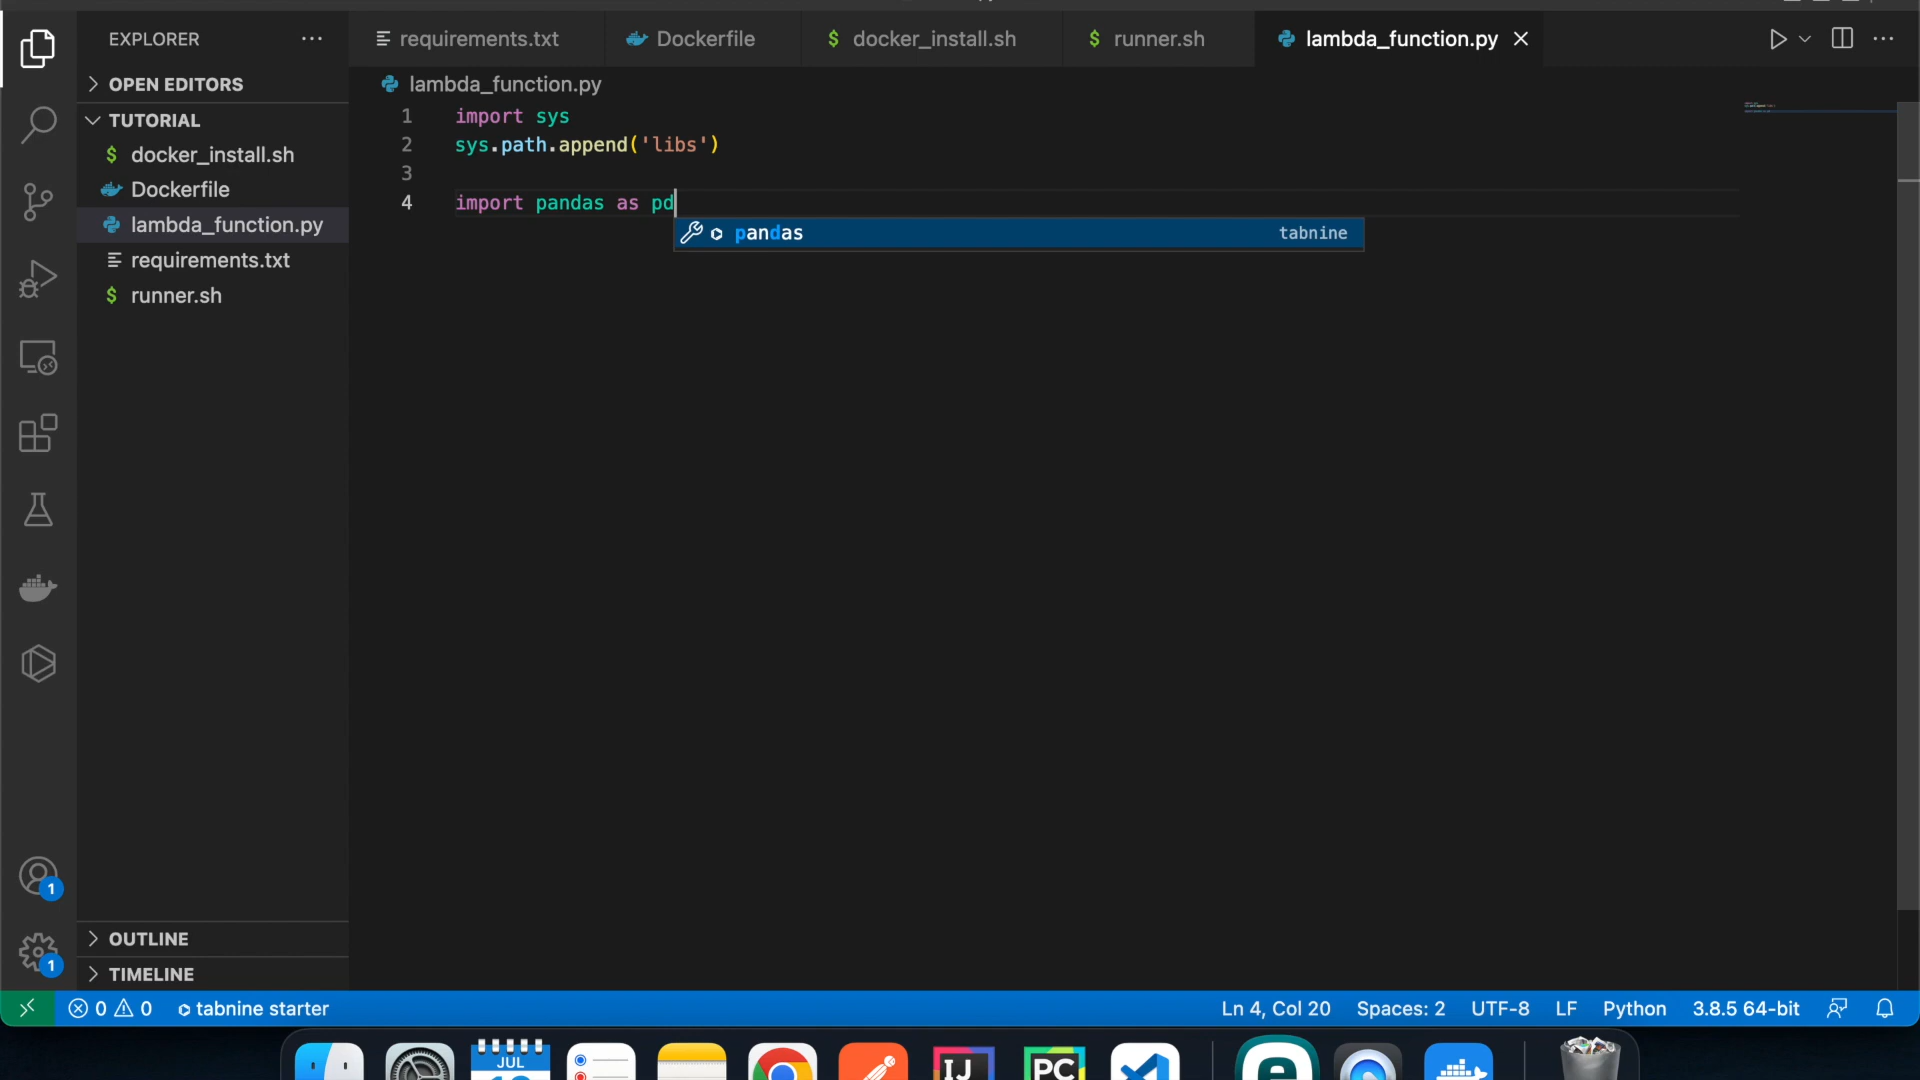 EXPLORER
OPEN EDITORS
TUTORIAL
docker_install.sh
Dockerfile
lambda_function.py
requirements.txt
runner.sh
OUTLINE
TIMELINE
requirements.txt
Dockerfile
$ docker_install.sh
$ runner.sh
lambda_function.py
lambda_function.py
1 import sys
2 sys.path.append('libs')
3
4 import pandas as pd
pandas tabnine
1
1
0 0 tabnine starter
Ln 4, Col 20 Spaces: 2 UTF-8 LF Python 3.8.5 64-bit
JUL
IJ
PC